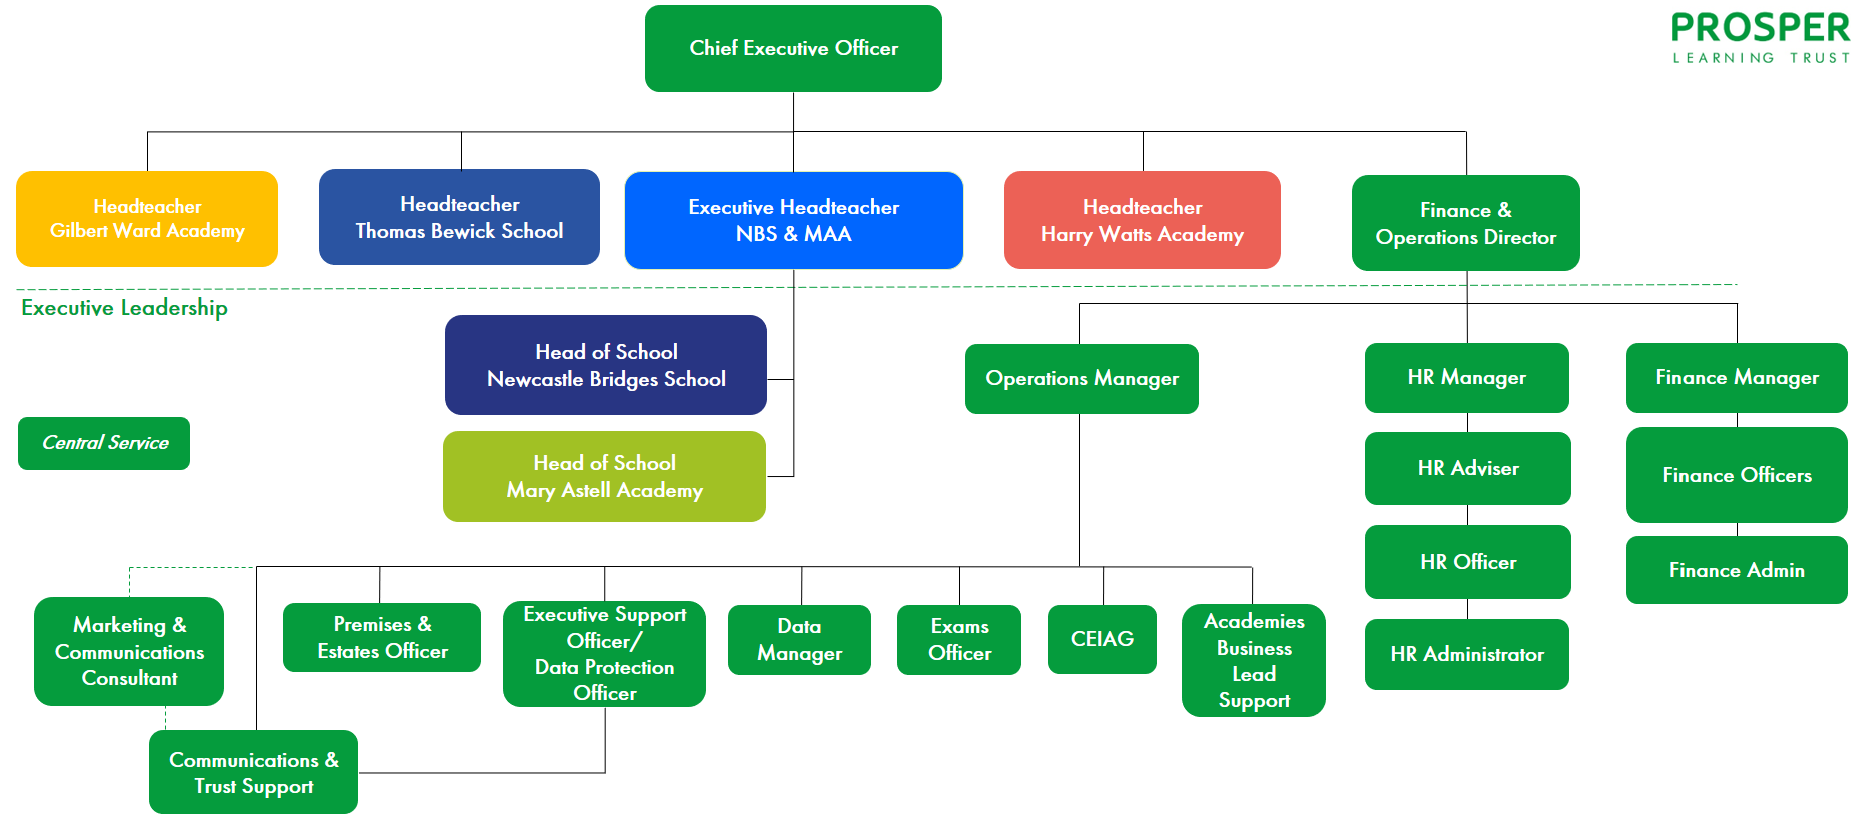 PROSPER
LEARNING TRUST
Chief Executive Officer
Headteacher
Gilbert Ward Academy
Headteacher
Thomas Bewick School
Executive Headteacher
NBS & MAA
Headteacher
Harry Watts Academy
Finance &
Operations Director
Executive Leadership
Head of School
Newcastle Bridges School
Operations Manager
HR Manager
Finance Manager
Central Service
Head of School
Mary Astell Academy
HR Adviser
Finance Officers
HR Officer
Finance Admin
Marketing &
Communications
Consultant
Premises &
Estates Officer
Executive Support
Officer/
Data Protection
Officer
Data
Manager
Exams
Officer
CEIAG
Academies
Business
Lead
Support
HR Administrator
Communications &
Trust Support